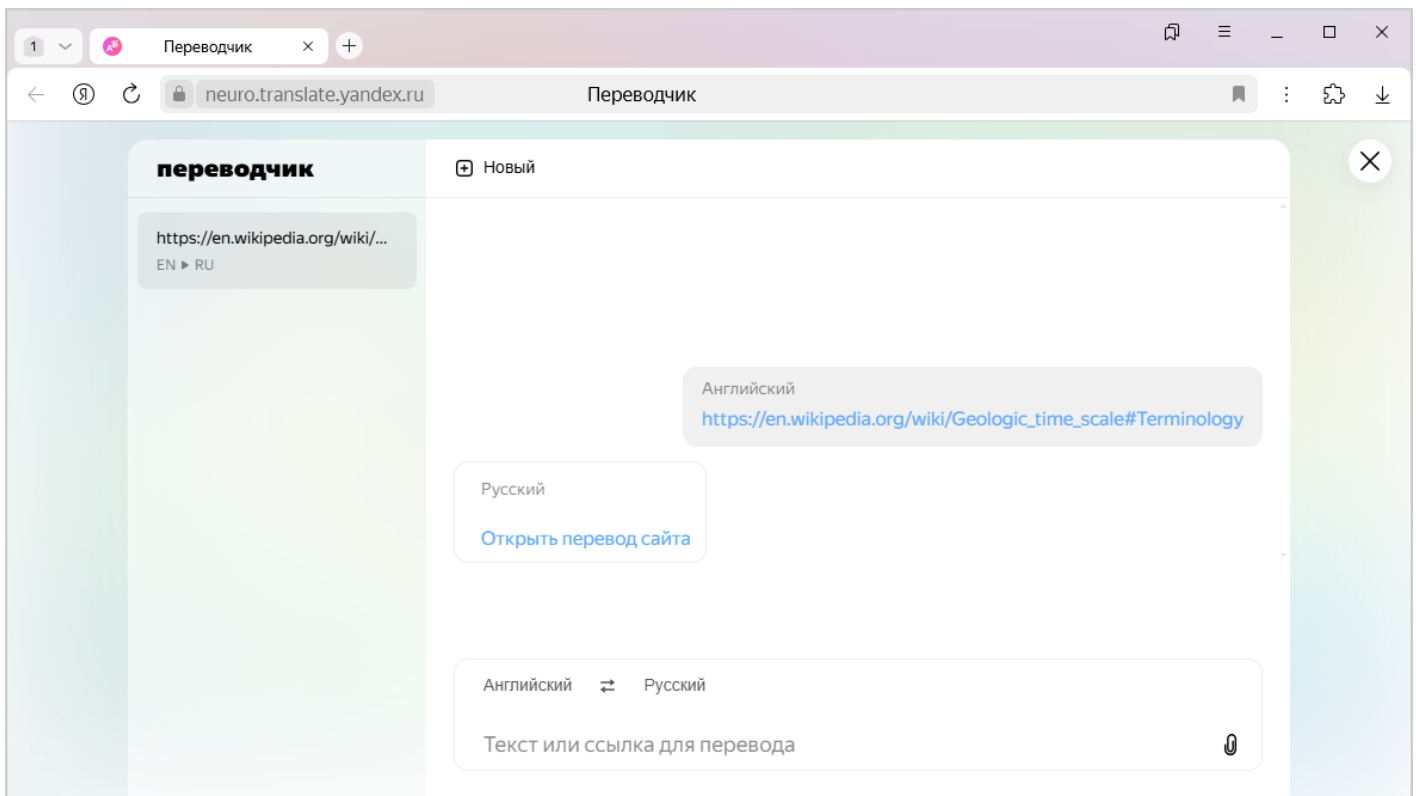 1
Переводчик
neuro.translate.yandex.ru
Переводчик
переводчик
Новый
https://en.wikipedia.org/wiki/...
EN ▸ RU
Английский
https://en.wikipedia.org/wiki/Geologic_time_scale#Terminology
Русский
Открыть перевод сайта
Английский ⇄ Русский
Текст или ссылка для перевода